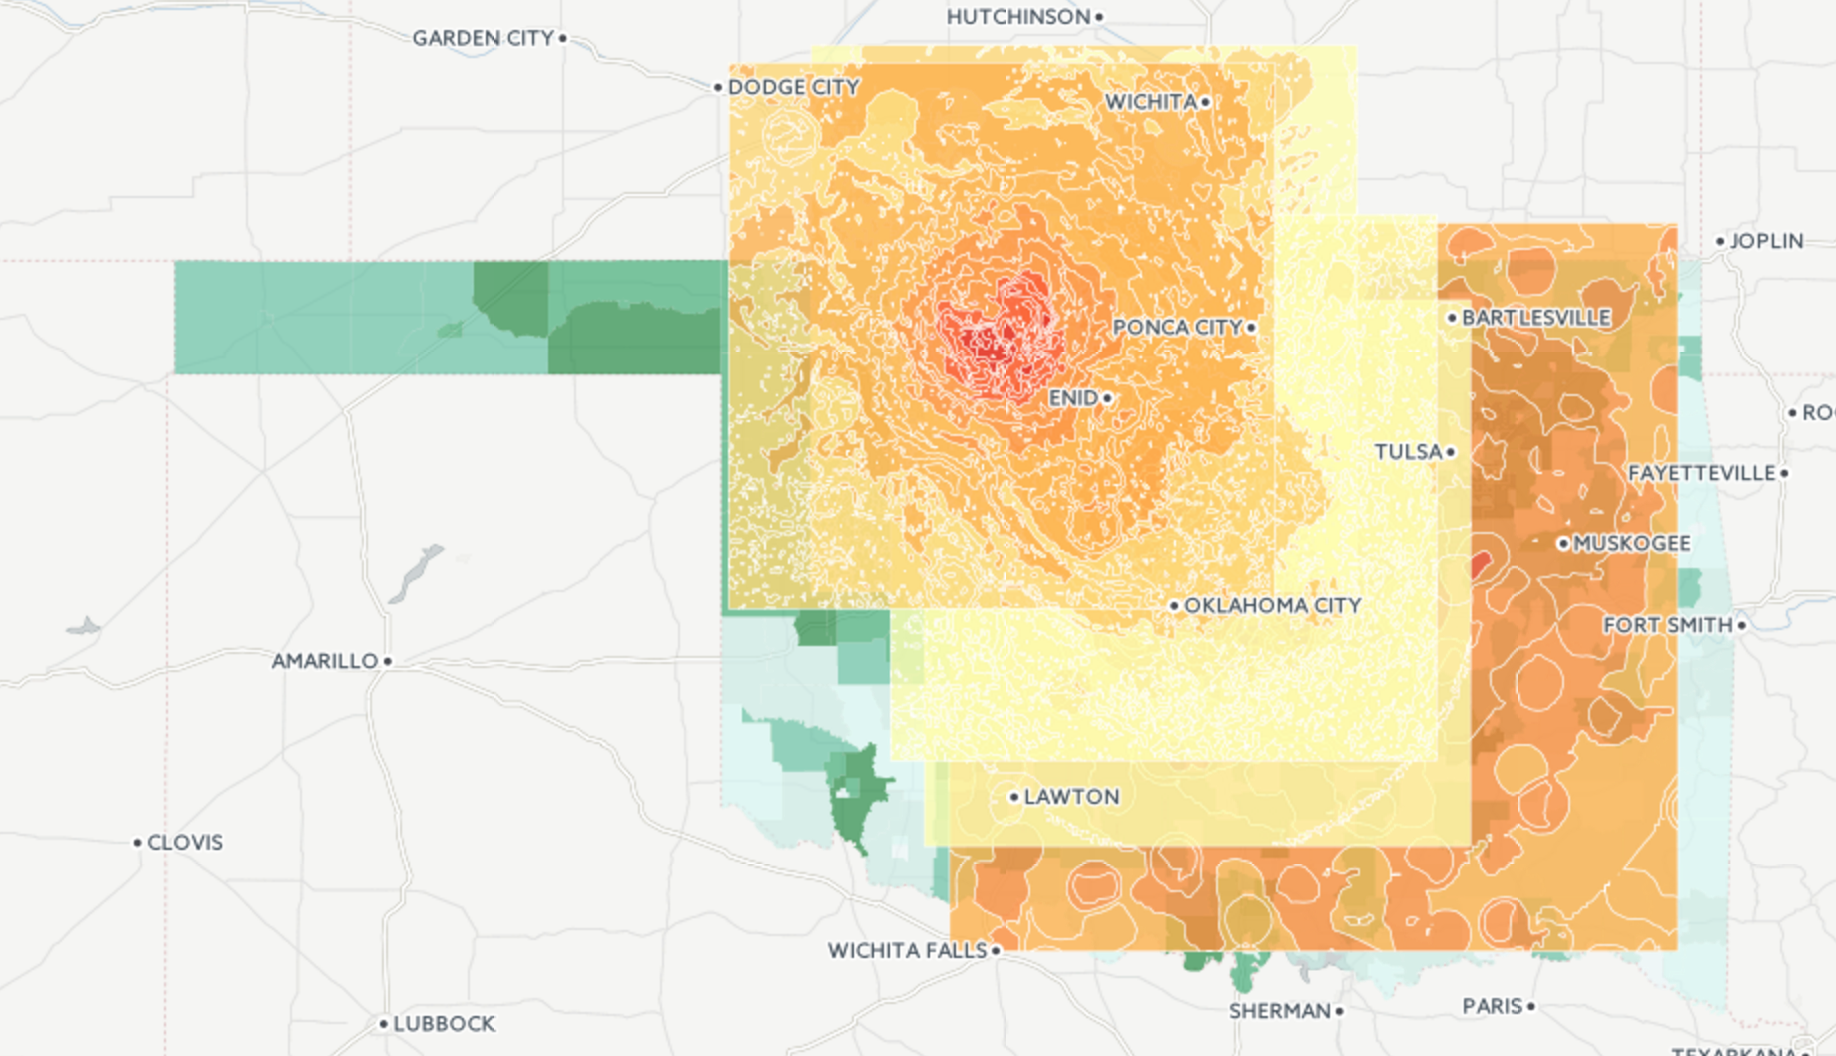 HUTCHINSON
GARDEN CITY
DODGE CITY
WICHITA
JOPLIN
PONCA CITY
BARTLESVILLE
ENID
RO
TULSA
FAYETTEVILLE
MUSKOGEE
OKLAHOMA CITY
FORT SMITH
AMARILLO
LAWTON
CLOVIS
WICHITA FALLS
SHERMAN
PARIS
LUBBOCK
TEXARKANA